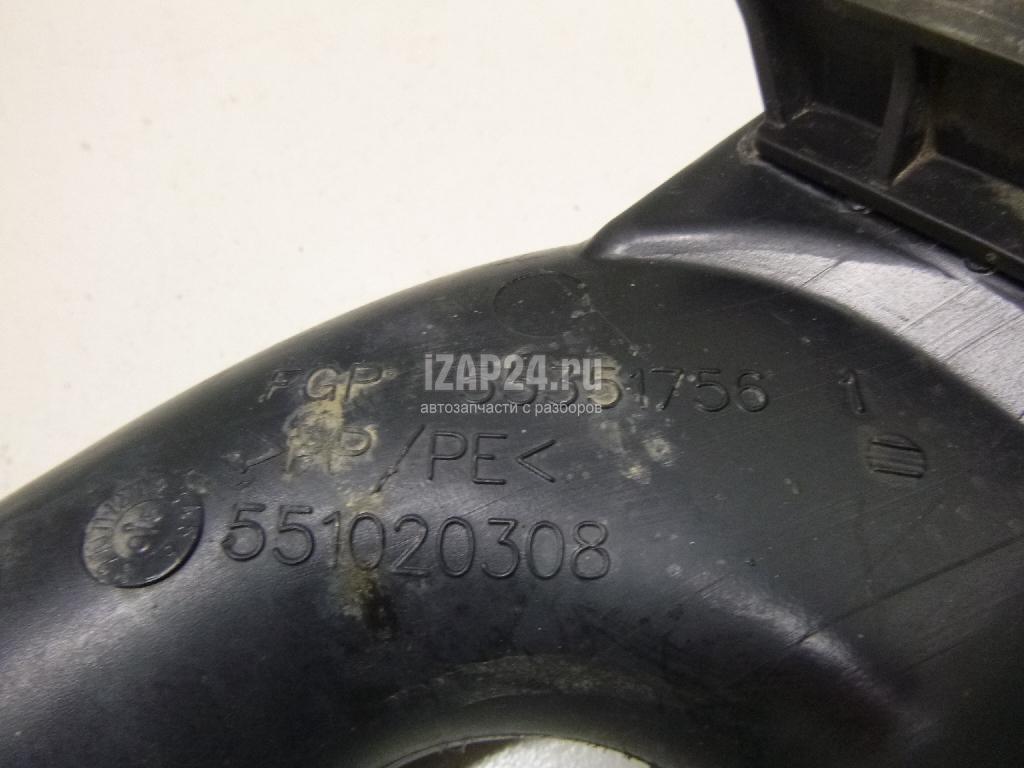 iZAP24.ru
автозапчасти с разборов
FGP 55351756 1
>PP/PE<
551020308